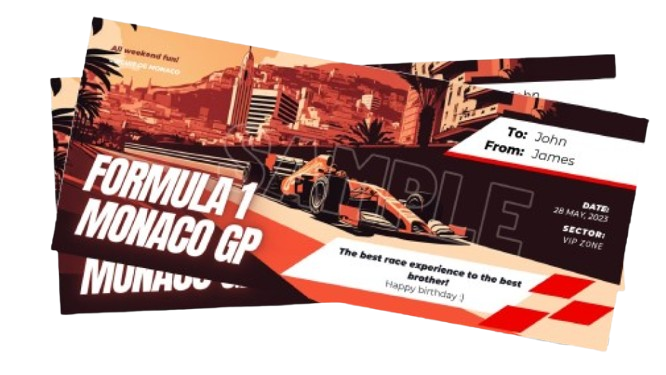 All weekend fun!
MONACO
FORMULA 1
MONACO GP
SAMPLE
To: John
From: James
DATE:
28 MAY, 2023
SECTOR:
VIP ZONE
The best race experience to the best
brother!
Happy birthday :)
MONACO